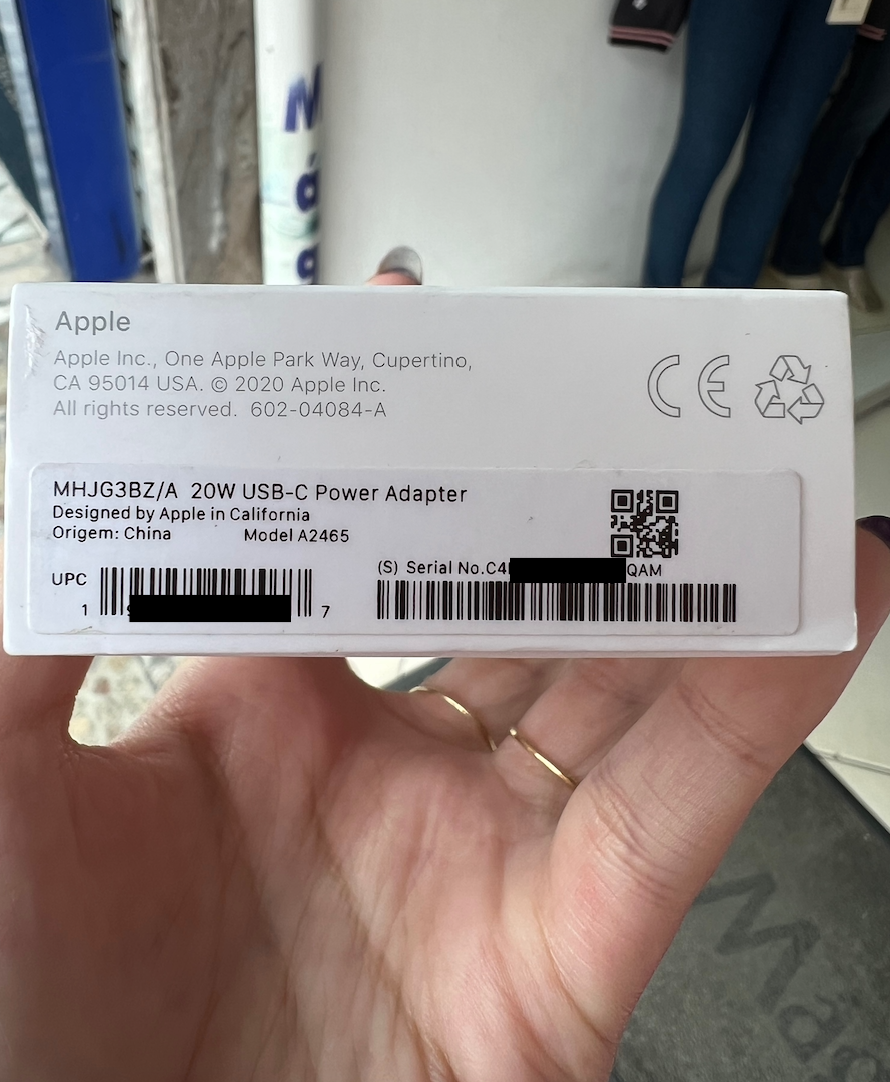 M
á
g
Apple
Apple Inc., One Apple Park Way, Cupertino,
CA 95014 USA. © 2020 Apple Inc.
All rights reserved. 602-04084-A
CE
MHJG3BZ/A 20W USB-C Power Adapter
Designed by Apple in California
Origem: China Model A2465
(S) Serial No.C4 QAM
UPC
1 7